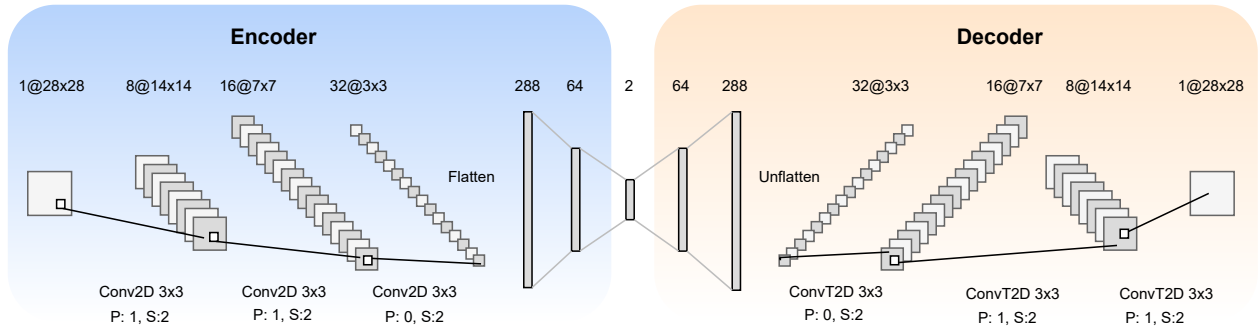 Encoder
Decoder
1@28x28
8@14x14
16@7x7
32@3x3
288
64
2
64
288
32@3x3
16@7x7
8@14x14
1@28x28
Flatten
Unflatten
Conv2D 3x3
P: 1, S:2
Conv2D 3x3
P: 1, S:2
Conv2D 3x3
P: 0, S:2
ConvT2D 3x3
P: 0, S:2
ConvT2D 3x3
P: 1, S:2
ConvT2D 3x3
P: 1, S:2